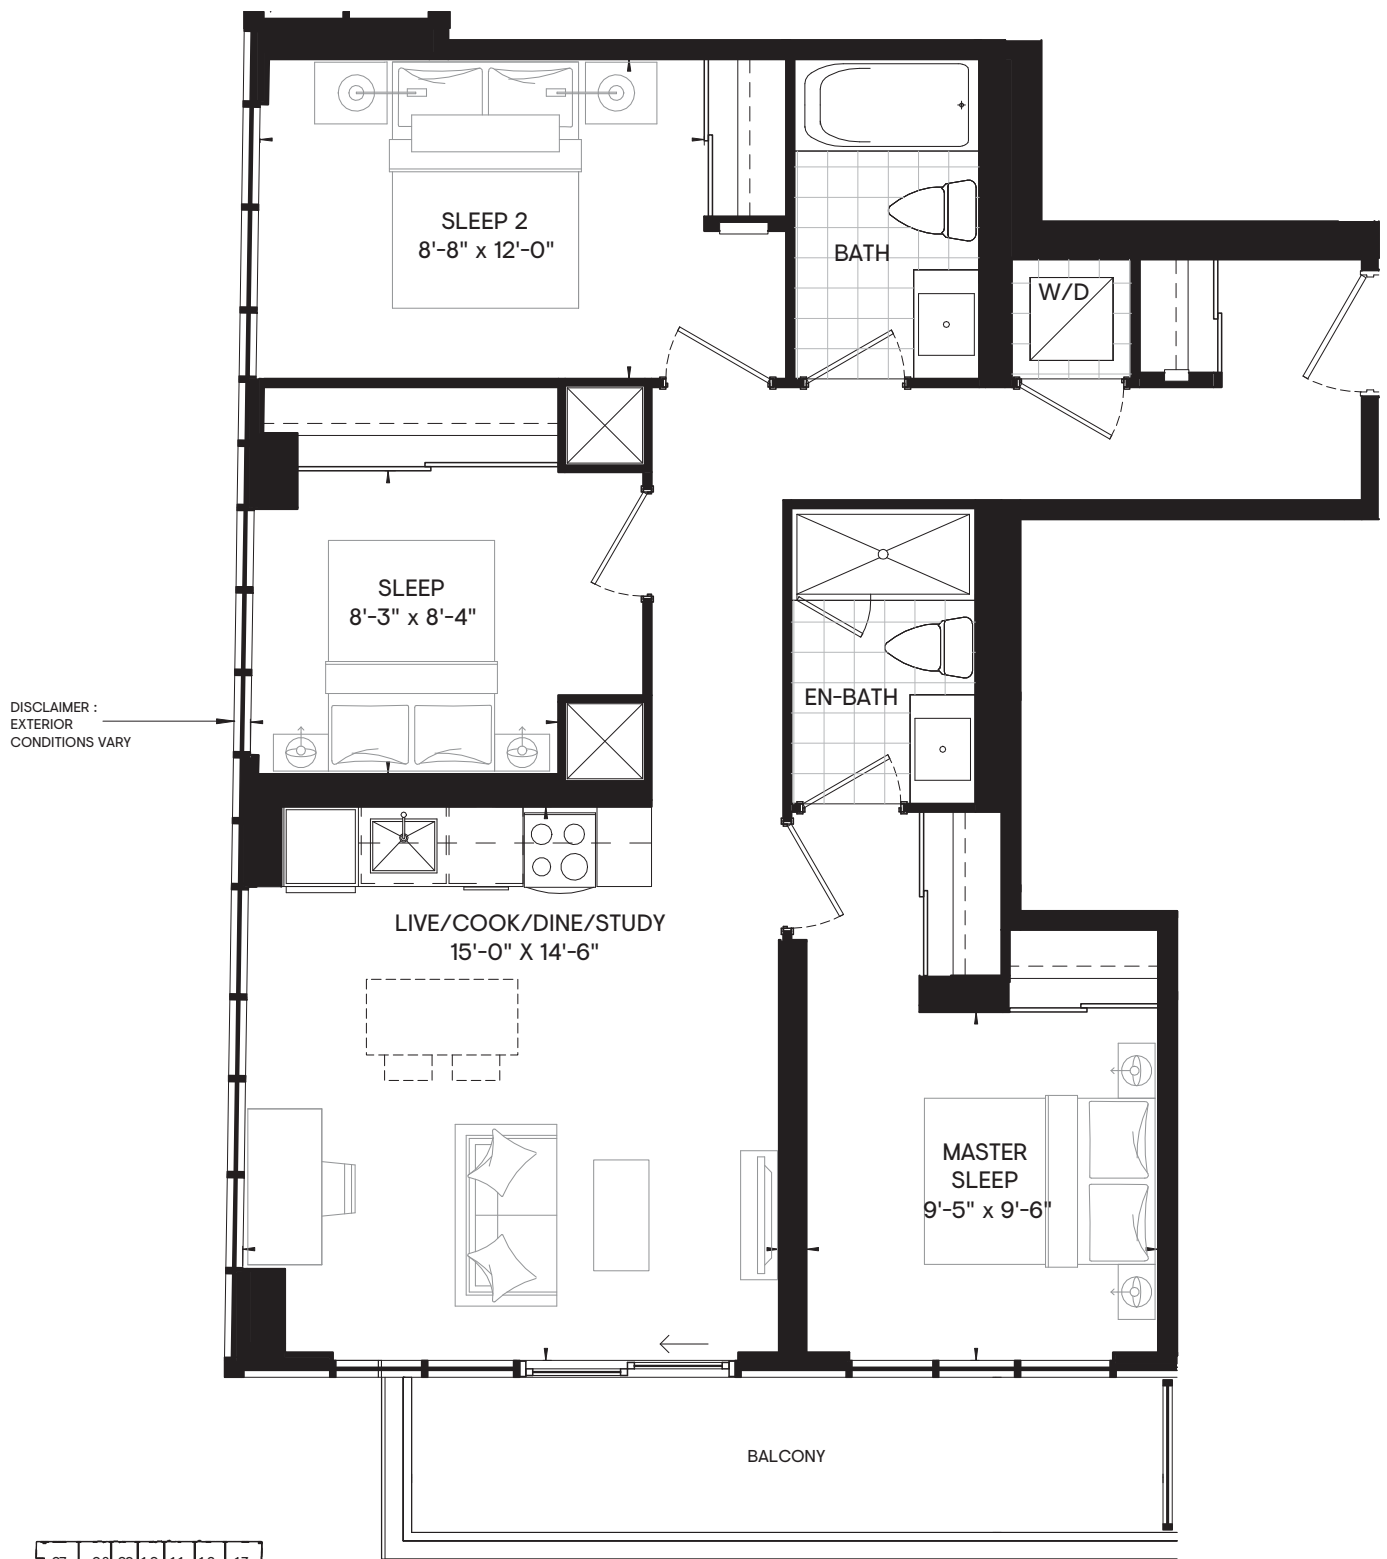 SLEEP 2
8'-8" x 12'-0"
BATH
W/D
SLEEP
8'-3" x 8'-4"
EN-BATH
DISCLAIMER :
EXTERIOR
CONDITIONS VARY
LIVE/COOK/DINE/STUDY
15'-0" X 14'-6"
MASTER
SLEEP
9'-5" x 9'-6"
BALCONY